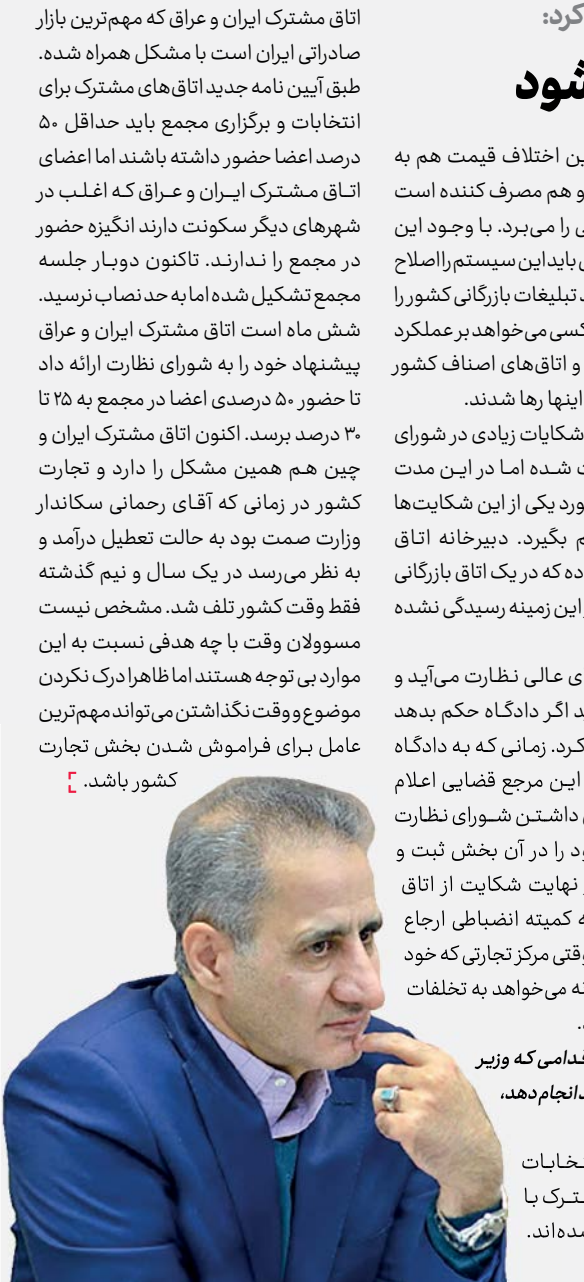 کرد:
شود
این اختلاف قیمت هم به
و هم مصرف کننده است
را می‌برد. با وجود این
باید این سیستم را اصلاح
تبلیغات بازرگانی کشور را
کسی می‌خواهد بر عملکرد
و اتاق‌های اصناف کشور
اینها رها شدند.
شکایات زیادی در شورای
شده اما در این مدت
مورد یکی از این شکایت‌ها
بگیرد. دبیرخانه اتاق
که در یک اتاق بازرگانی
این زمینه رسیدگی نشده
عالی نظارت می‌آید و
اگر دادگاه حکم بدهد
کرد. زمانی که به دادگاه
این مرجع قضایی اعلام
داشتن شورای نظارت
را در آن بخش ثبت و
نهایت شکایت از اتاق
کمیته انضباطی ارجاع
وقتی مرکز تجارتی که خود
می‌خواهد به تخلفات
که وزیر
انجام دهد،
انتخابات
با
شده‌اند.
اتاق مشترک ایران و عراق که مهم‌ترین بازار
صادراتی ایران است با مشکل همراه شده.
طبق آیین نامه جدید اتاق‌های مشترک برای
انتخابات و برگزاری مجمع باید حداقل ۵۰
درصد اعضا حضور داشته باشند اما اعضای
اتاق مشترک ایران و عراق که اغلب در
شهرهای دیگر سکونت دارند انگیزه حضور
در مجمع را ندارند. تاکنون دوبار جلسه
مجمع تشکیل شده اما به حد نصاب نرسید.
شش ماه است اتاق مشترک ایران و عراق
پیشنهاد خود را به شورای نظارت ارائه داد
تا حضور ۵۰ درصدی اعضا در مجمع به ۲۵ تا
۳۰ درصد برسد. اکنون اتاق مشترک ایران و
چین هم همین مشکل را دارد و تجارت
کشور در زمانی که آقای رحمانی سکاندار
وزارت صمت بود به حالت تعطیل درآمد و
به نظر می‌رسد در یک سال و نیم گذشته
فقط وقت کشور تلف شد. مشخص نیست
مسوولان وقت با چه هدفی نسبت به این
موارد بی توجه هستند اما ظاهرا درک نکردن
موضوع و وقت نگذاشتن می‌تواند مهم‌ترین
عامل برای فراموش شدن بخش تجارت
کشور باشد.